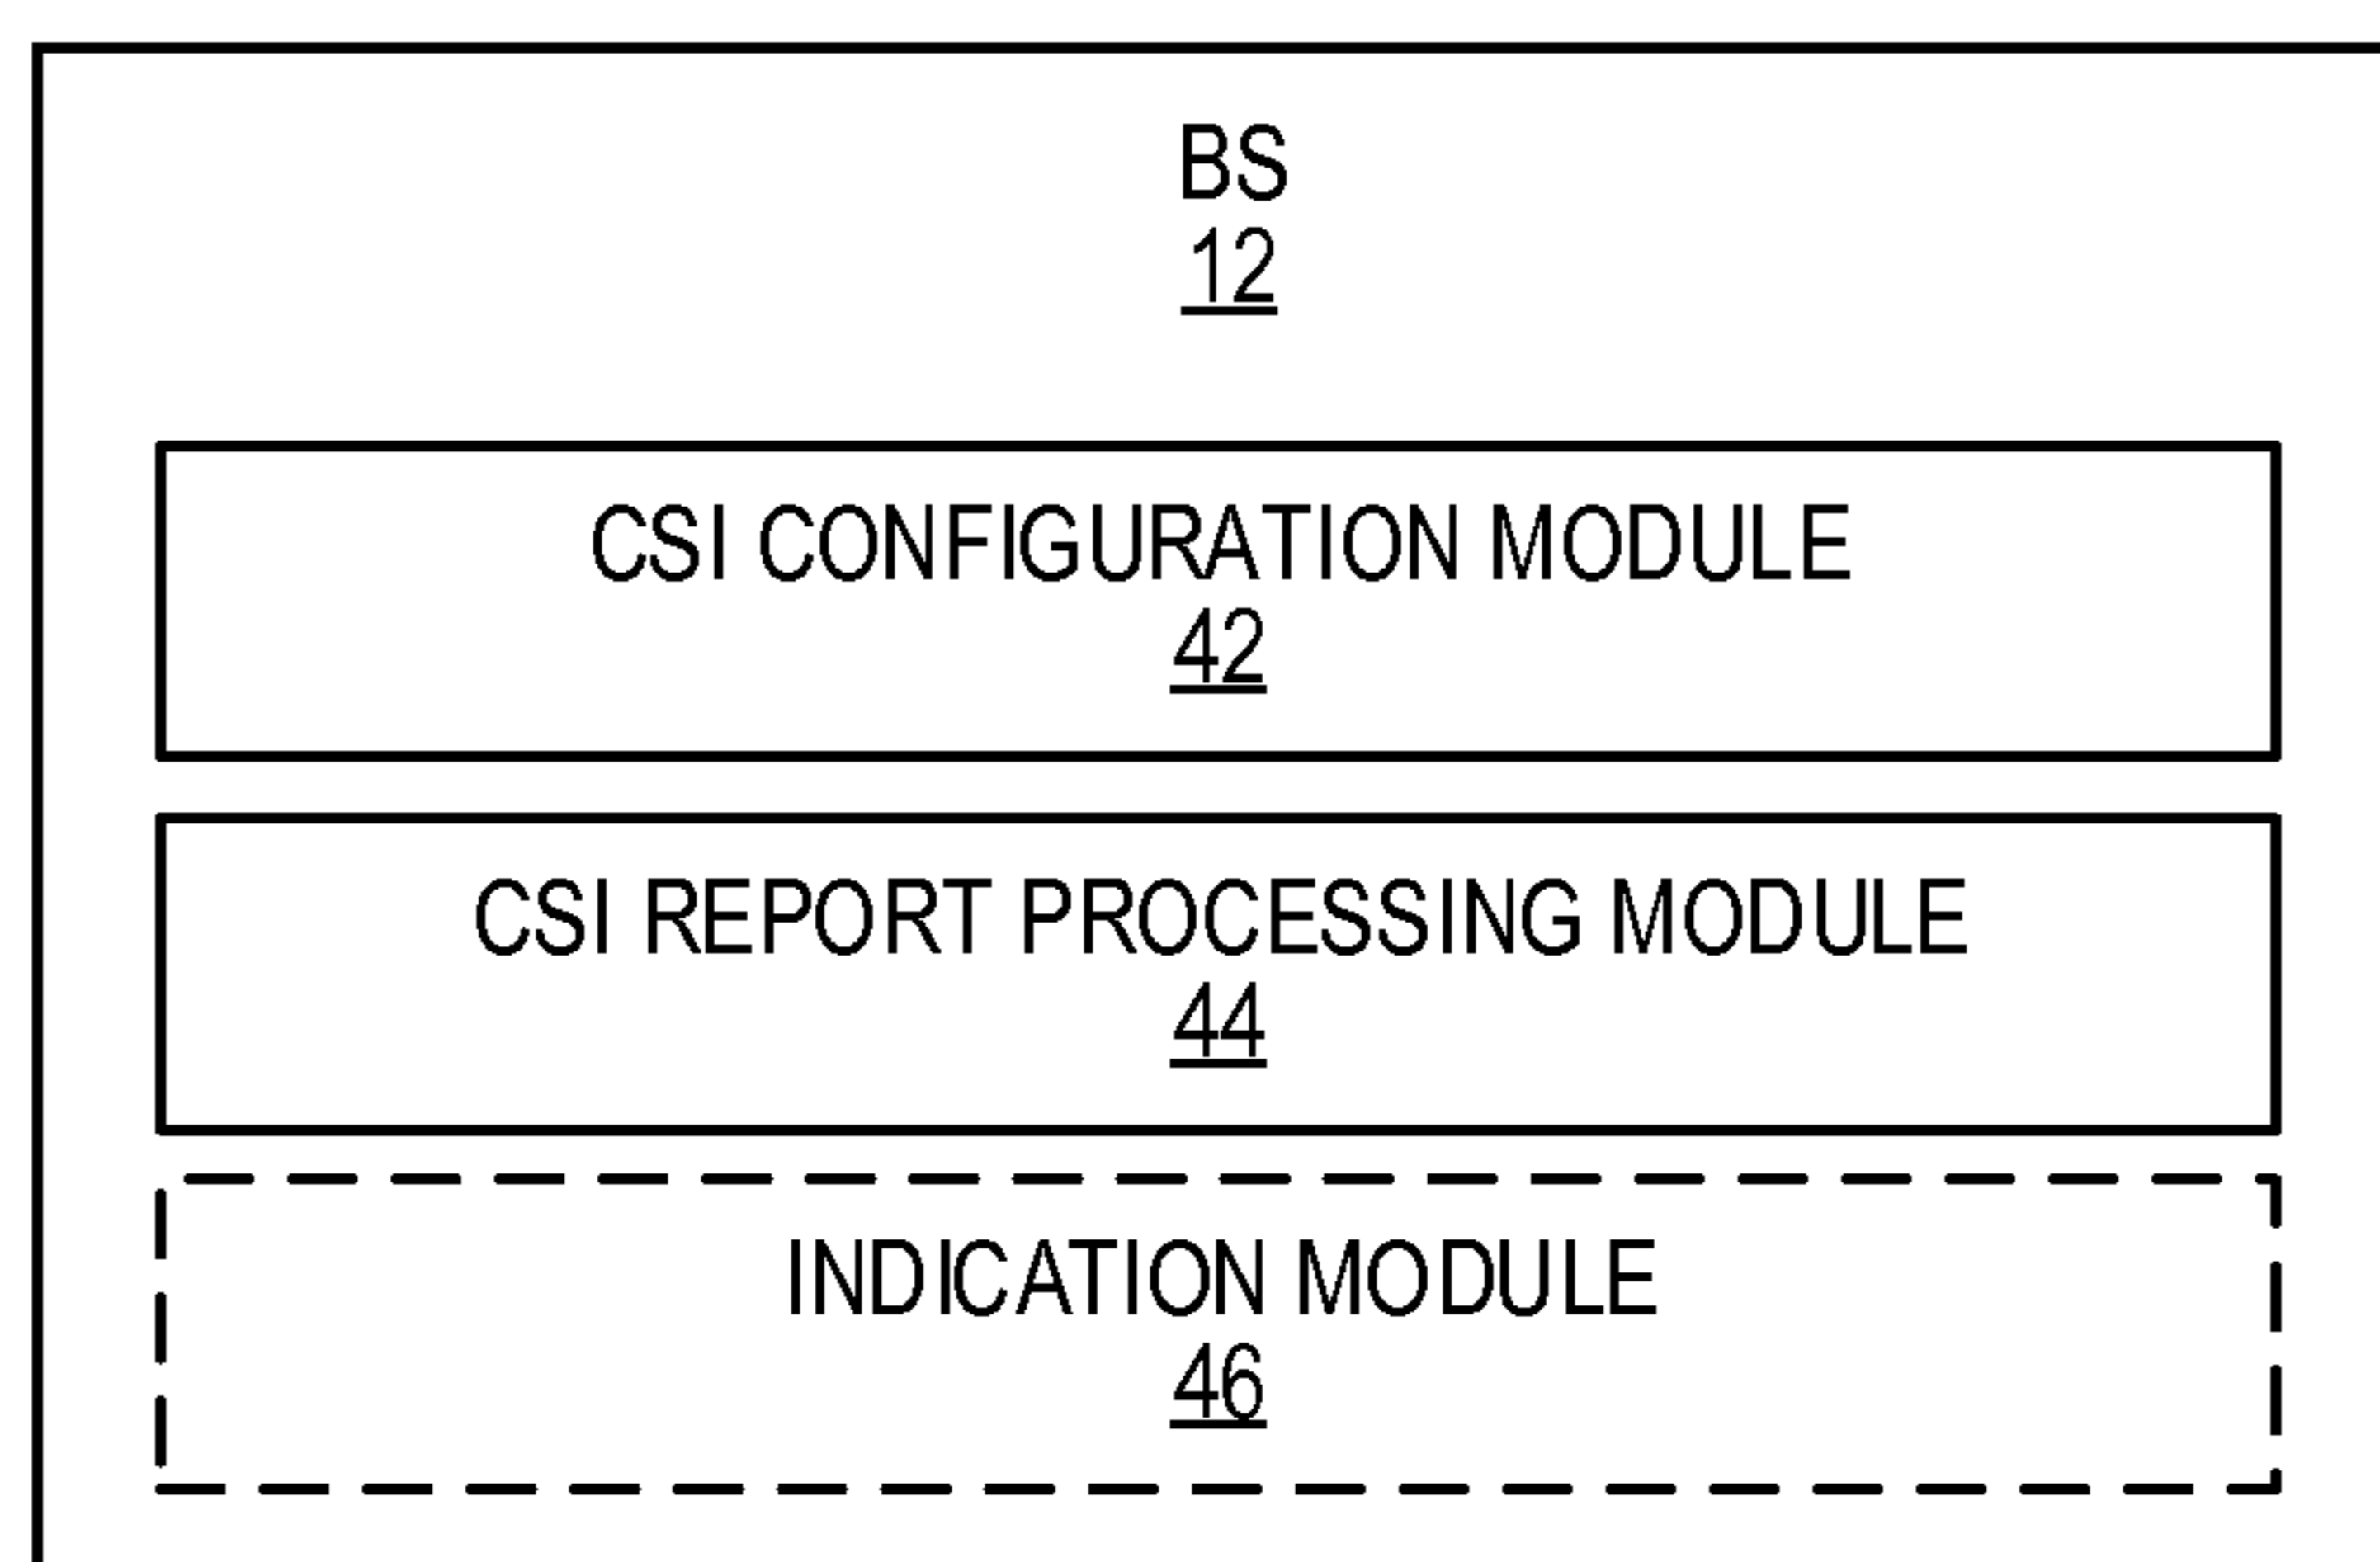 BS
12
CSI CONFIGURATION MODULE
42
CSI REPORT PROCESSING MODULE
44
INDICATION MODULE
46